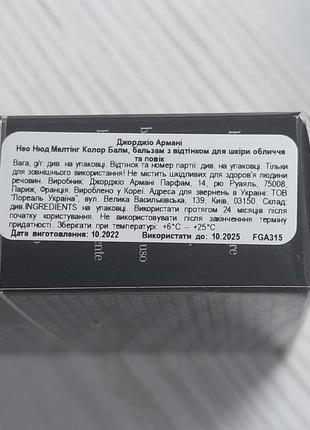 Джорджіо Армані
Нео Нюд Мелтінг Колор Балм, бальзам з відтінком для шкіри обличчя
та повік
Вага, g/г: див. на упаковці. Відтінок та номер партії: див. на упаковці. Тільки
для зовнішнього використання! Не містить шкідливих для здоров'я людини
речовин. Виробник: Джорджіо Армані Парфам, 14, рю Руаяль, 75008,
Париж, Франція. Вироблено у Кореї. Адреса для звернень в Україні: ТОВ
"Лореаль Україна", вул. Велика Васильківська, 139, Київ, 03150. Склад:
див.INGREDIENTS на упаковці. Використати протягом 24 місяців після
початку користування. Не використовувати після закінченння терміну
придатності. Зберігати при температурі: +6°C – +25°C
Дата виготовлення: 10.2022 Використати до: 10.2025 FGA315